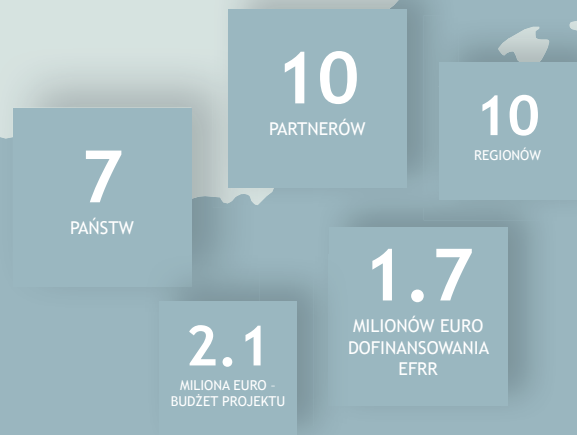 10
PARTNERÓW
10
REGIONÓW
7
PAŃSTW
1.7
MILIONÓW EURO
DOFINANSOWANIA
EFRR
2.1
MILIONA EURO -
BUDŻET PROJEKTU